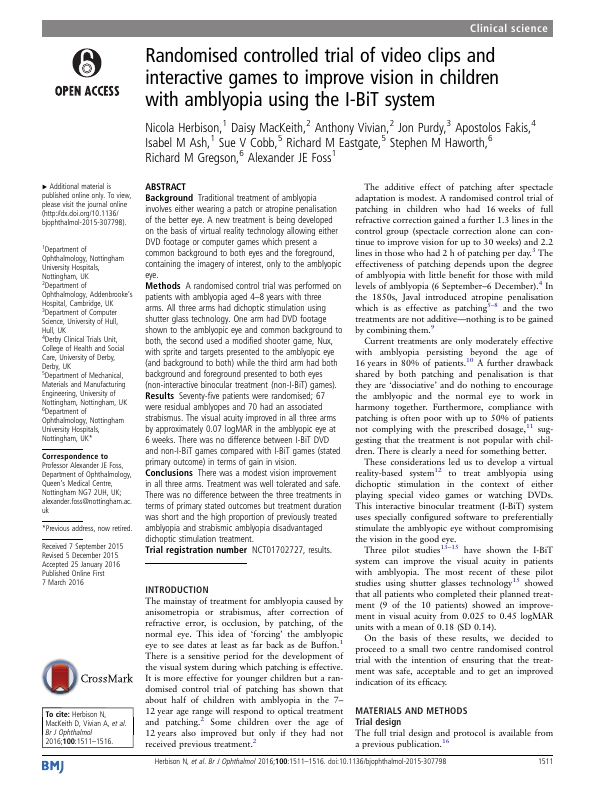 Clinical science
OPEN ACCESS
Randomised controlled trial of video clips and
interactive games to improve vision in children
with amblyopia using the I-BiT system
Nicola Herbison,1 Daisy MacKeith,2 Anthony Vivian,2 Jon Purdy,3 Apostolos Fakis,4
Isabel M Ash,1 Sue V Cobb,5 Richard M Eastgate,5 Stephen M Haworth,6
Richard M Gregson,6 Alexander JE Foss1
▸ Additional material is
published online only. To view,
please visit the journal online
(http://dx.doi.org/10.1136/
bjophthalmol-2015-307798).
1Department of
Ophthalmology, Nottingham
University Hospitals,
Nottingham, UK
2Department of
Ophthalmology, Addenbrooke's
Hospital, Cambridge, UK
3Department of Computer
Science, University of Hull,
Hull, UK
4Derby Clinical Trials Unit,
College of Health and Social
Care, University of Derby,
Derby, UK
5Department of Mechanical,
Materials and Manufacturing
Engineering, University of
Nottingham, Nottingham, UK
6Department of
Ophthalmology, Nottingham
University Hospitals,
Nottingham, UK*
Correspondence to
Professor Alexander JE Foss,
Department of Ophthalmology,
Queen's Medical Centre,
Nottingham NG7 2UH, UK;
alexander.foss@nottingham.ac.
uk
*Previous address, now retired.
Received 7 September 2015
Revised 5 December 2015
Accepted 25 January 2016
Published Online First
7 March 2016
CrossMark
To cite: Herbison N,
MacKeith D, Vivian A, et al.
Br J Ophthalmol
2016;100:1511–1516.
ABSTRACT
Background Traditional treatment of amblyopia
involves either wearing a patch or atropine penalisation
of the better eye. A new treatment is being developed
on the basis of virtual reality technology allowing either
DVD footage or computer games which present a
common background to both eyes and the foreground,
containing the imagery of interest, only to the amblyopic
eye.
Methods A randomised control trial was performed on
patients with amblyopia aged 4–8 years with three
arms. All three arms had dichoptic stimulation using
shutter glass technology. One arm had DVD footage
shown to the amblyopic eye and common background to
both, the second used a modified shooter game, Nux,
with sprite and targets presented to the amblyopic eye
(and background to both) while the third arm had both
background and foreground presented to both eyes
(non-interactive binocular treatment (non-I-BiT) games).
Results Seventy-five patients were randomised; 67
were residual amblyopes and 70 had an associated
strabismus. The visual acuity improved in all three arms
by approximately 0.07 logMAR in the amblyopic eye at
6 weeks. There was no difference between I-BiT DVD
and non-I-BiT games compared with I-BiT games (stated
primary outcome) in terms of gain in vision.
Conclusions There was a modest vision improvement
in all three arms. Treatment was well tolerated and safe.
There was no difference between the three treatments in
terms of primary stated outcomes but treatment duration
was short and the high proportion of previously treated
amblyopia and strabismic amblyopia disadvantaged
dichoptic stimulation treatment.
Trial registration number NCT01702727, results.
INTRODUCTION
The mainstay of treatment for amblyopia caused by
anisometropia or strabismus, after correction of
refractive error, is occlusion, by patching, of the
normal eye. This idea of 'forcing' the amblyopic
eye to see dates at least as far back as de Buffon.1
There is a sensitive period for the development of
the visual system during which patching is effective.
It is more effective for younger children but a ran-
domised control trial of patching has shown that
about half of children with amblyopia in the 7–
12 year age range will respond to optical treatment
and patching.2 Some children over the age of
12 years also improved but only if they had not
received previous treatment.2
The additive effect of patching after spectacle
adaptation is modest. A randomised control trial of
patching in children who had 16 weeks of full
refractive correction gained a further 1.3 lines in the
control group (spectacle correction alone can con-
tinue to improve vision for up to 30 weeks) and 2.2
lines in those who had 2 h of patching per day.3 The
effectiveness of patching depends upon the degree
of amblyopia with little benefit for those with mild
levels of amblyopia (6 September–6 December).4 In
the 1850s, Javal introduced atropine penalisation
which is as effective as patching5–8 and the two
treatments are not additive—nothing is to be gained
by combining them.9
Current treatments are only moderately effective
with amblyopia persisting beyond the age of
16 years in 80% of patients.10 A further drawback
shared by both patching and penalisation is that
they are 'dissociative' and do nothing to encourage
the amblyopic and the normal eye to work in
harmony together. Furthermore, compliance with
patching is often poor with up to 50% of patients
not complying with the prescribed dosage,11 sug-
gesting that the treatment is not popular with chil-
dren. There is clearly a need for something better.
These considerations led us to develop a virtual
reality-based system12 to treat amblyopia using
dichoptic stimulation in the context of either
playing special video games or watching DVDs.
This interactive binocular treatment (I-BiT) system
uses specially configured software to preferentially
stimulate the amblyopic eye without compromising
the vision in the good eye.
Three pilot studies13–15 have shown the I-BiT
system can improve the visual acuity in patients
with amblyopia. The most recent of these pilot
studies using shutter glasses technology15 showed
that all patients who completed their planned treat-
ment (9 of the 10 patients) showed an improve-
ment in visual acuity from 0.025 to 0.45 logMAR
units with a mean of 0.18 (SD 0.14).
On the basis of these results, we decided to
proceed to a small two centre randomised control
trial with the intention of ensuring that the treat-
ment was safe, acceptable and to get an improved
indication of its efficacy.
MATERIALS AND METHODS
Trial design
The full trial design and protocol is available from
a previous publication.16
BMJ
Herbison N, et al. Br J Ophthalmol 2016;100:1511–1516. doi:10.1136/bjophthalmol-2015-307798
1511